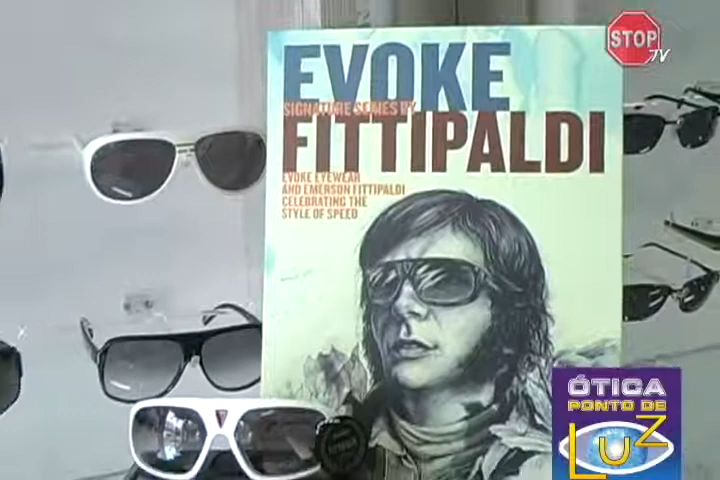 STOP
TV
EVOKE
SIGNATURE SERIES BY
FITTIPALDI
EVOKE EYEWEAR
AND EMERSON FITTIPALDI
CELEBRATING THE
STYLE OF SPEED
ÓTICA
PONTO DE
LUZ